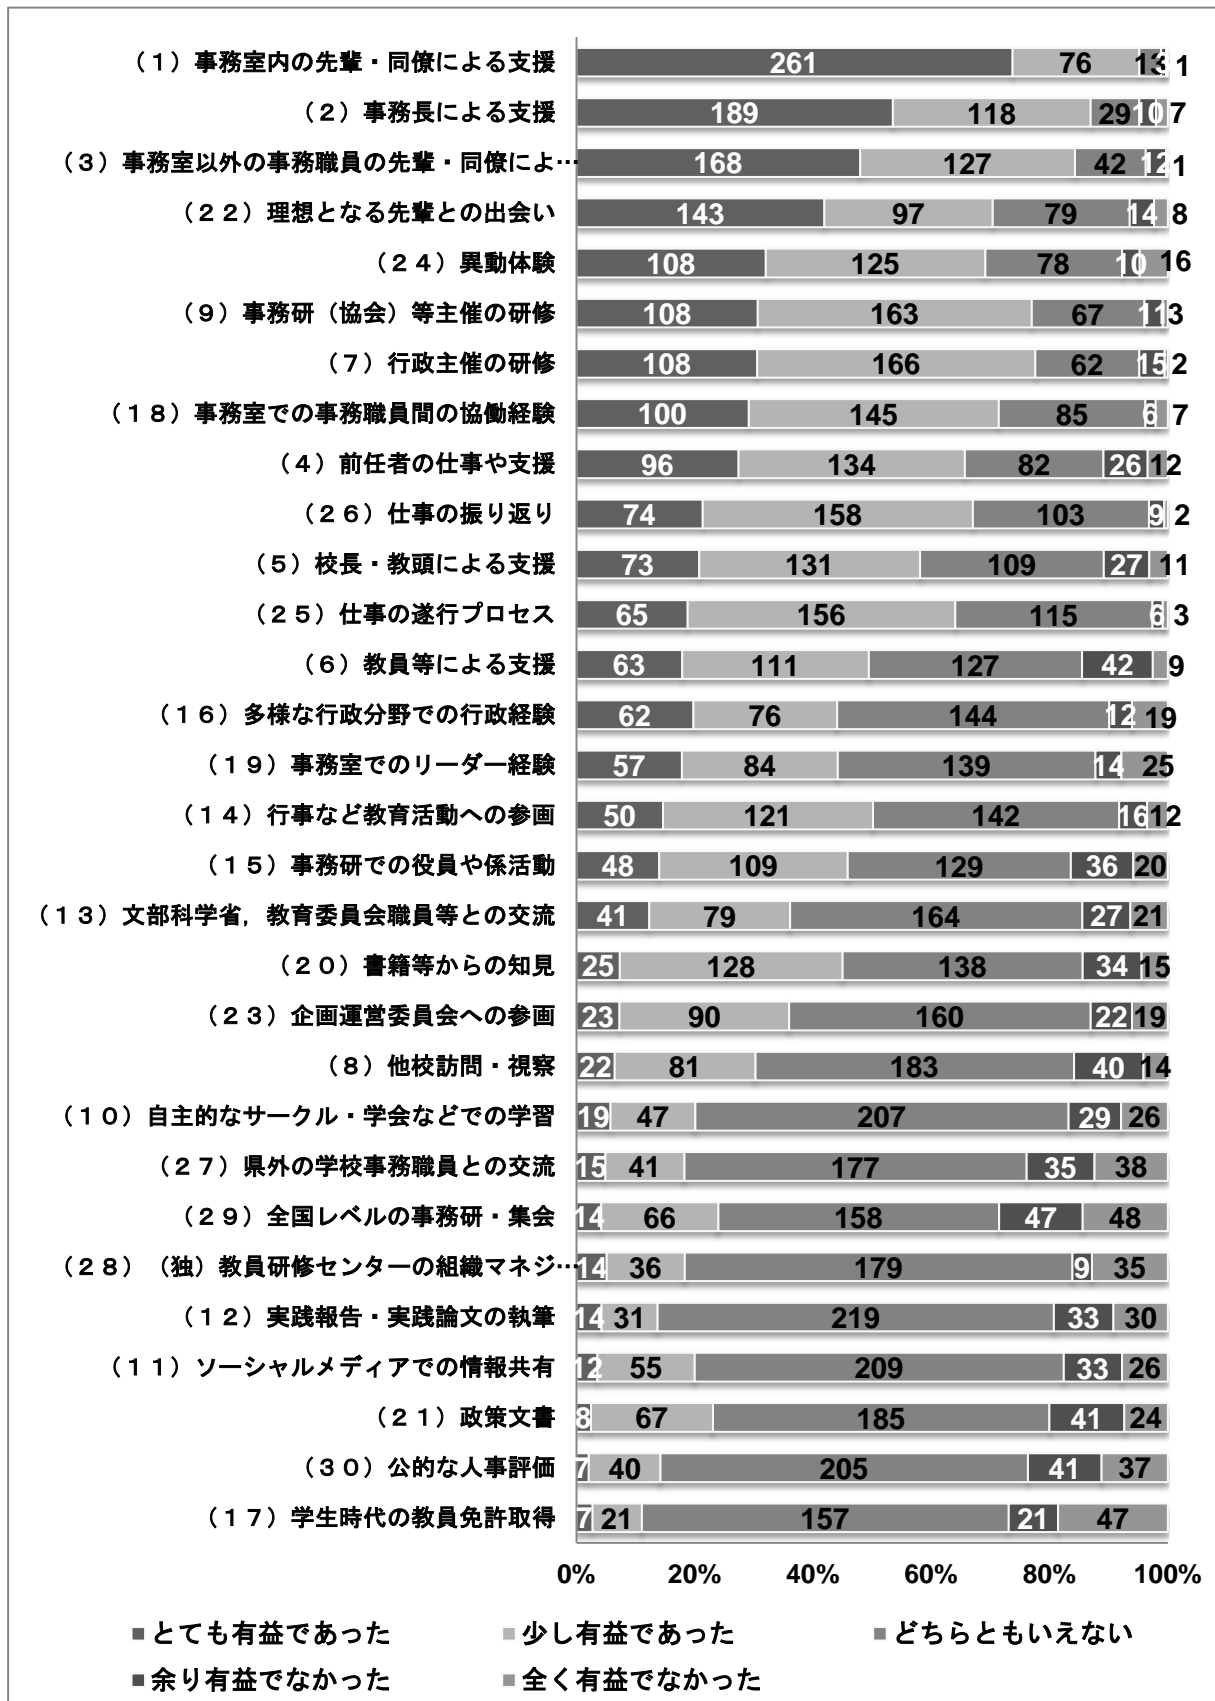 （１）事務室内の先輩・同僚による支援 261 76 13 3 1
（２）事務長による支援 189 118 29 10 7
（３）事務室以外の事務職員の先輩・同僚によ… 168 127 42 12 1
（２２）理想となる先輩との出会い 143 97 79 14 8
（２４）異動体験 108 125 78 10 16
（９）事務研（協会）等主催の研修 108 163 67 11 3
（７）行政主催の研修 108 166 62 15 2
（１８）事務室での事務職員間の協働経験 100 145 85 6 7
（４）前任者の仕事や支援 96 134 82 26 12
（２６）仕事の振り返り 74 158 103 9 2
（５）校長・教頭による支援 73 131 109 27 11
（２５）仕事の遂行プロセス 65 156 115 6 3
（６）教員等による支援 63 111 127 42 9
（１６）多様な行政分野での行政経験 62 76 144 12 19
（１９）事務室でのリーダー経験 57 84 139 14 25
（１４）行事など教育活動への参画 50 121 142 16 12
（１５）事務研での役員や係活動 48 109 129 36 20
（１３）文部科学省，教育委員会職員等との交流 41 79 164 27 21
（２０）書籍等からの知見 25 128 138 34 15
（２３）企画運営委員会への参画 23 90 160 22 19
（８）他校訪問・視察 22 81 183 40 14
（１０）自主的なサークル・学会などでの学習 19 47 207 29 26
（２７）県外の学校事務職員との交流 15 41 177 35 38
（２９）全国レベルの事務研・集会 14 66 158 47 48
（２８）（独）教員研修センターの組織マネジ… 14 36 179 9 35
（１２）実践報告・実践論文の執筆 14 31 219 33 30
（１１）ソーシャルメディアでの情報共有 12 55 209 33 26
（２１）政策文書 8 67 185 41 24
（３０）公的な人事評価 7 40 205 41 37
（１７）学生時代の教員免許取得 7 21 157 21 47
0% 20% 40% 60% 80% 100%
とても有益であった 少し有益であった どちらともいえない
余り有益でなかった 全く有益でなかった